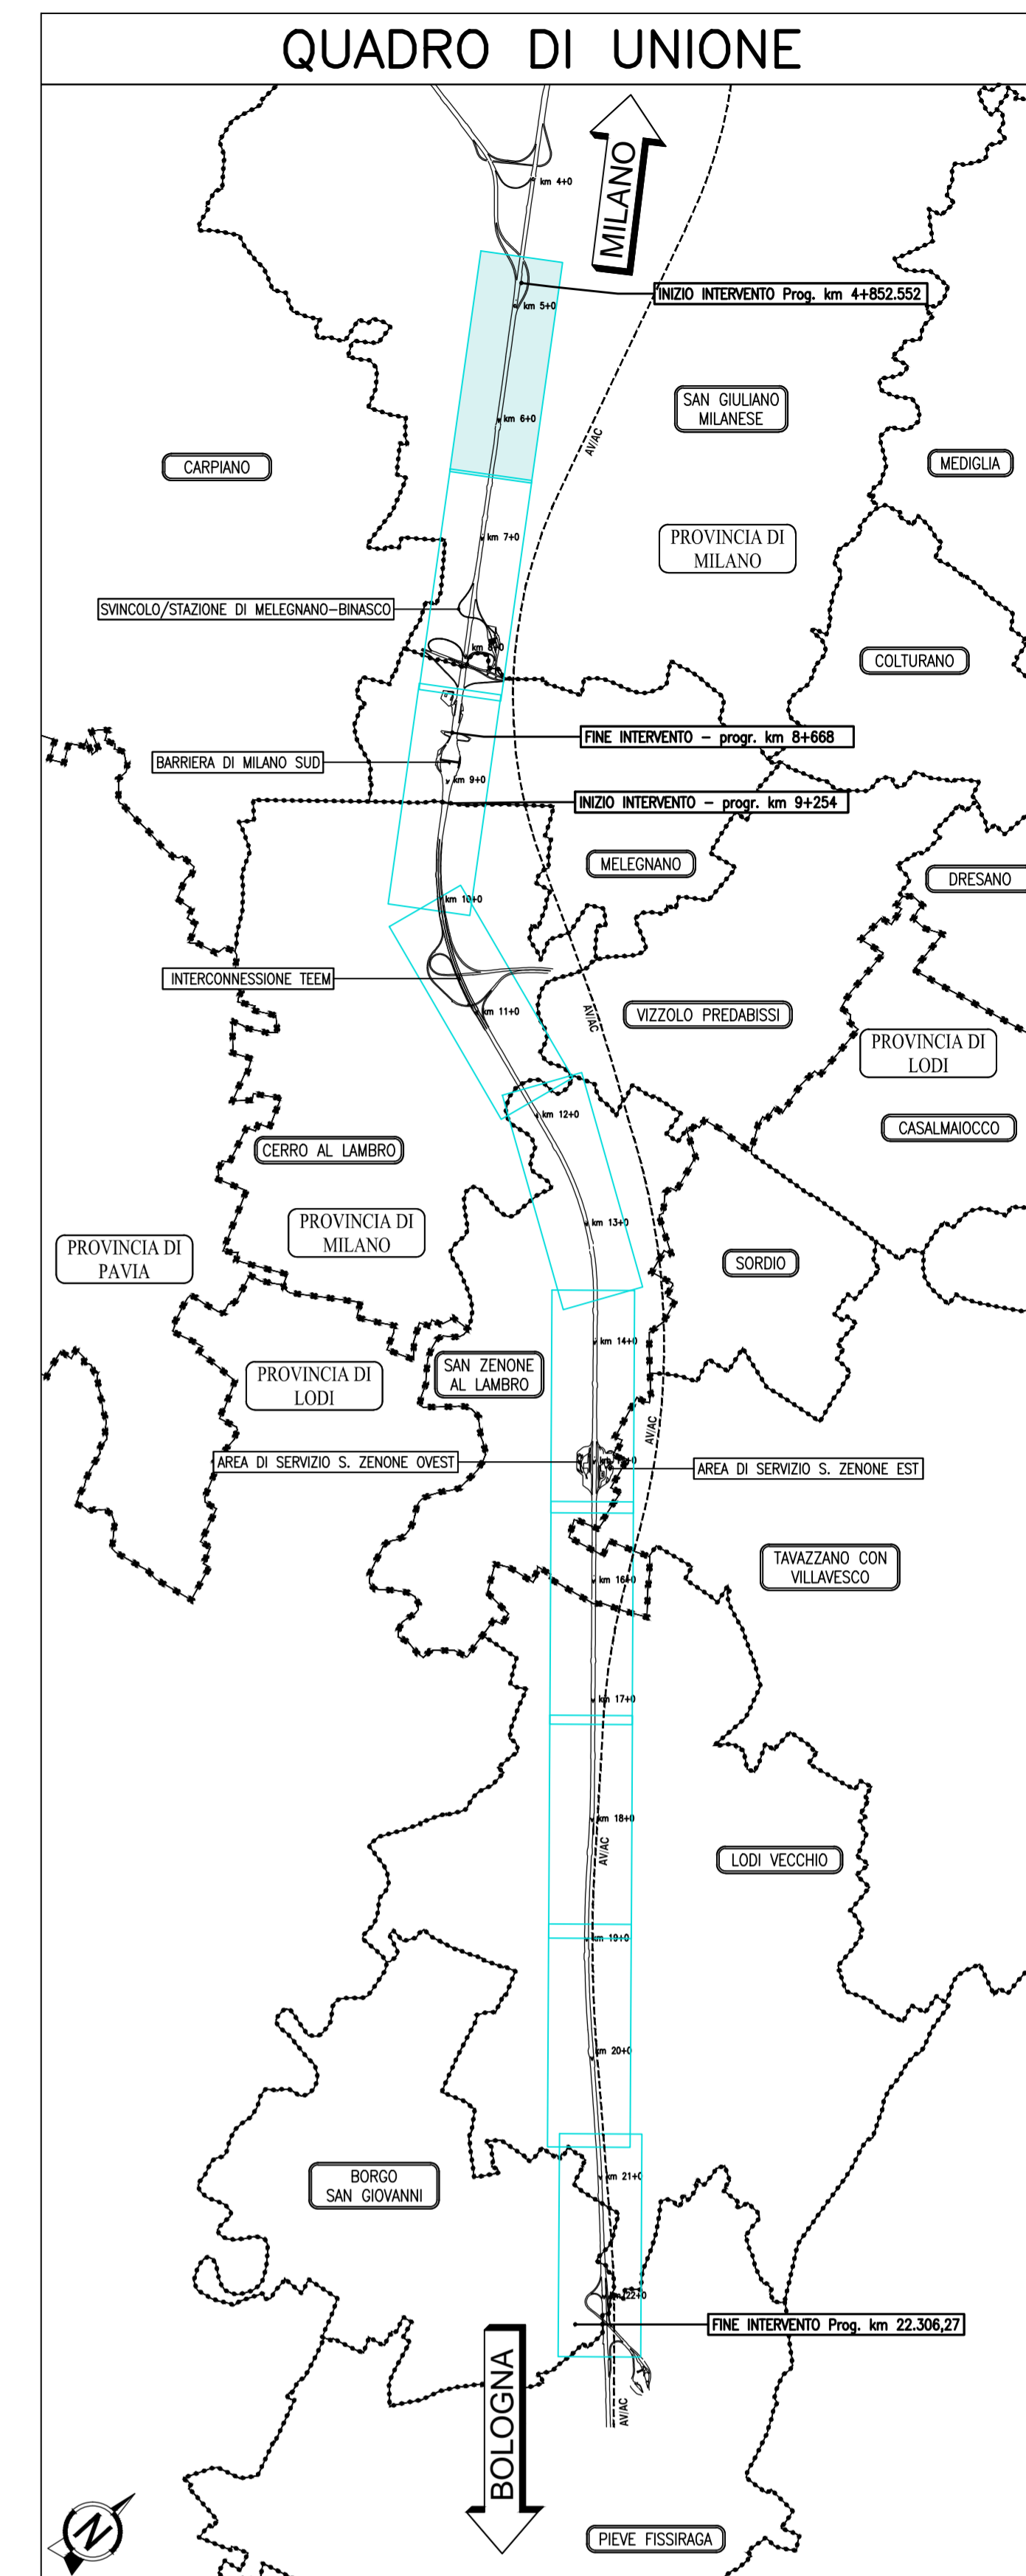 QUADRO DI UNIONE
MILANO
km 4+0
INIZIO INTERVENTO Prog. km 4+852.552
km 5+0
SAN GIULIANO
MILANESE
km 6+0
AV/AC
CARPIANO
MEDIGLIA
km 7+0
PROVINCIA DI
MILANO
SVINCOLO/STAZIONE DI MELEGNANO-BINASCO
km 8+0
COLTURANO
FINE INTERVENTO - progr. km 8+668
BARRIERA DI MILANO SUD
km 9+0
INIZIO INTERVENTO - progr. km 9+254
MELEGNANO
DRESANO
km 10+0
INTERCONNESSIONE TEEM
km 11+0
AV/AC
VIZZOLO PREDABISSI
PROVINCIA DI
LODI
km 12+0
CASALMAIOCCO
CERRO AL LAMBRO
PROVINCIA DI
MILANO
km 13+0
PROVINCIA DI
PAVIA
SORDIO
km 14+0
SAN ZENONE
AL LAMBRO
PROVINCIA DI
LODI
AV/AC
AREA DI SERVIZIO S. ZENONE OVEST
AREA DI SERVIZIO S. ZENONE EST
TAVAZZANO CON
VILLAVESCO
km 16+0
km 17+0
km 18+0
AV/AC
LODI VECCHIO
km 19+0
km 20+0
km 21+0
BORGO
SAN GIOVANNI
km 22+0
FINE INTERVENTO Prog. km 22.306,27
AV/AC
BOLOGNA
N
PIEVE FISSIRAGA